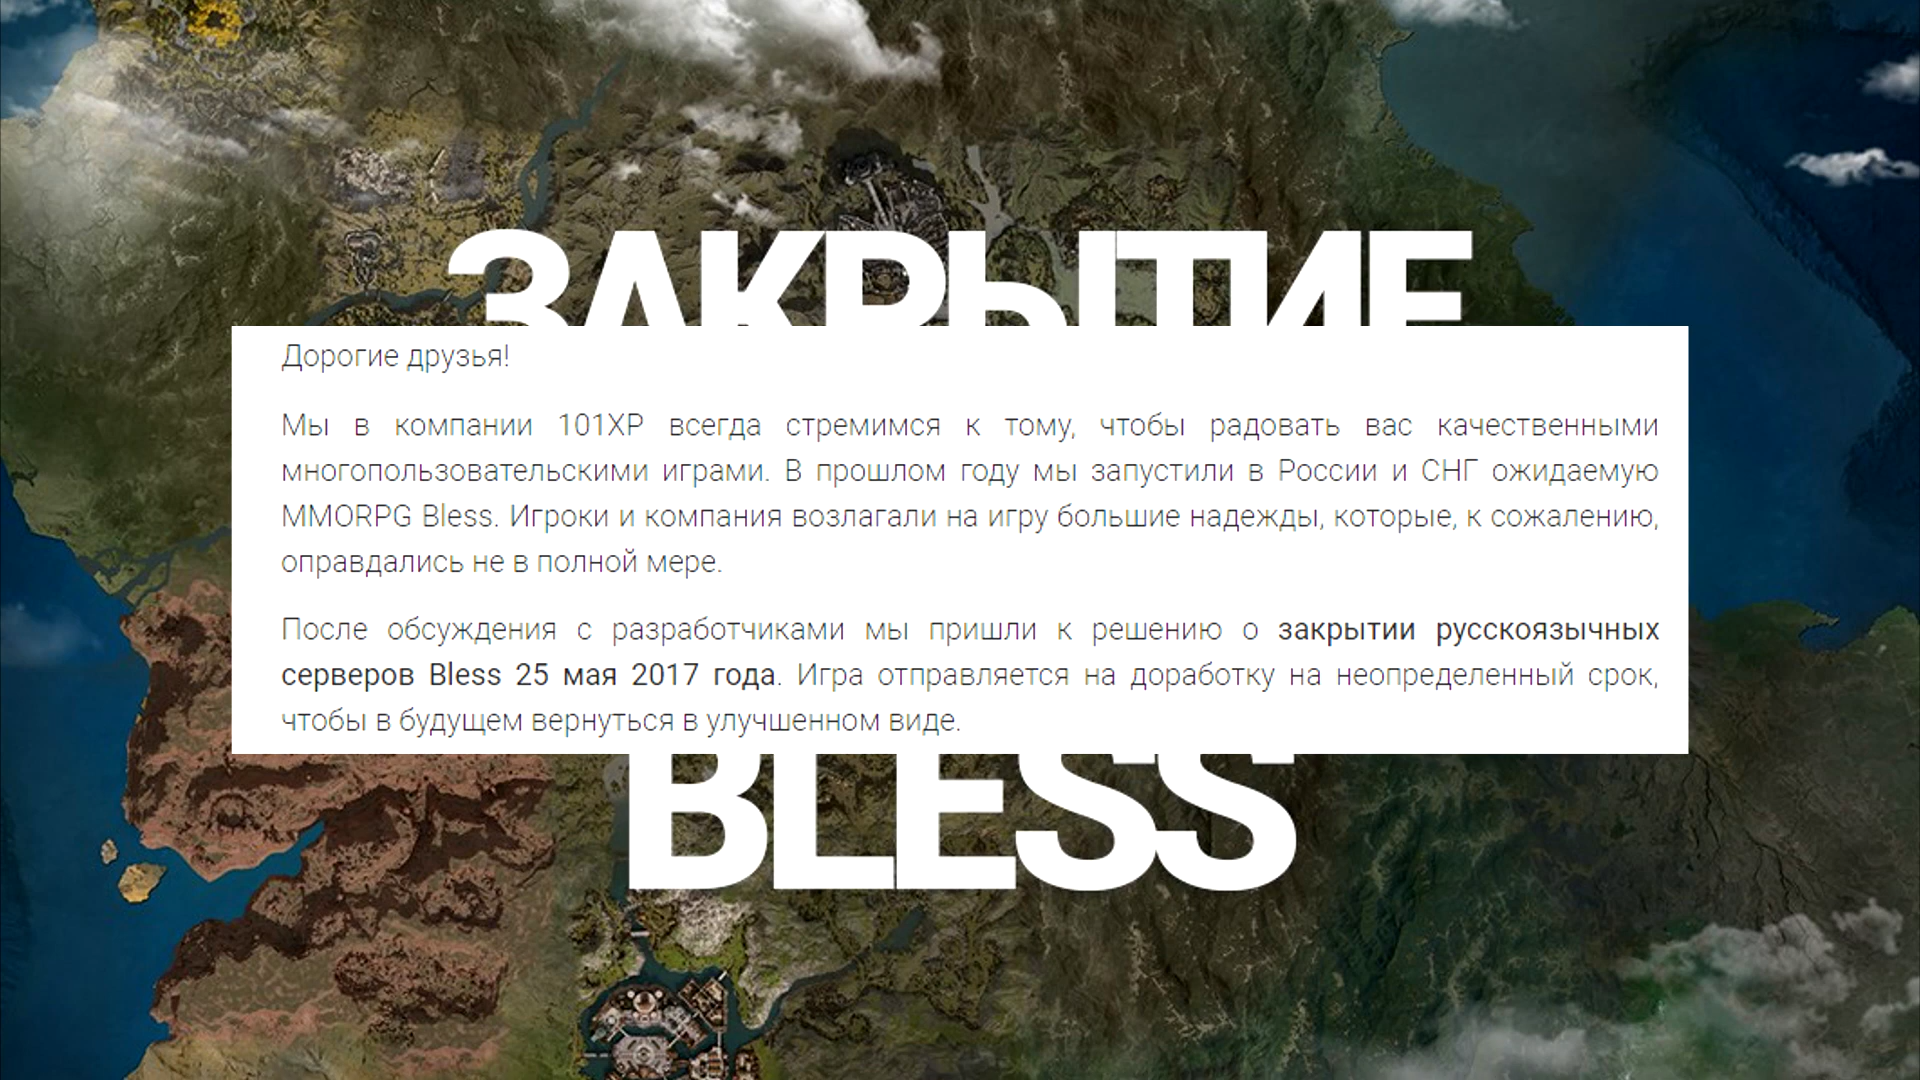 ЗАКРЫТИЕ
Дорогие друзья!
Мы в компании 101XP всегда стремимся к тому, чтобы радовать вас качественными
многопользовательскими играми. В прошлом году мы запустили в России и СНГ ожидаемую
MMORPG Bless. Игроки и компания возлагали на игру большие надежды, которые, к сожалению,
оправдались не в полной мере.
После обсуждения с разработчиками мы пришли к решению о закрытии русскоязычных
серверов Bless 25 мая 2017 года. Игра отправляется на доработку на неопределенный срок,
чтобы в будущем вернуться в улучшенном виде.
BLESS